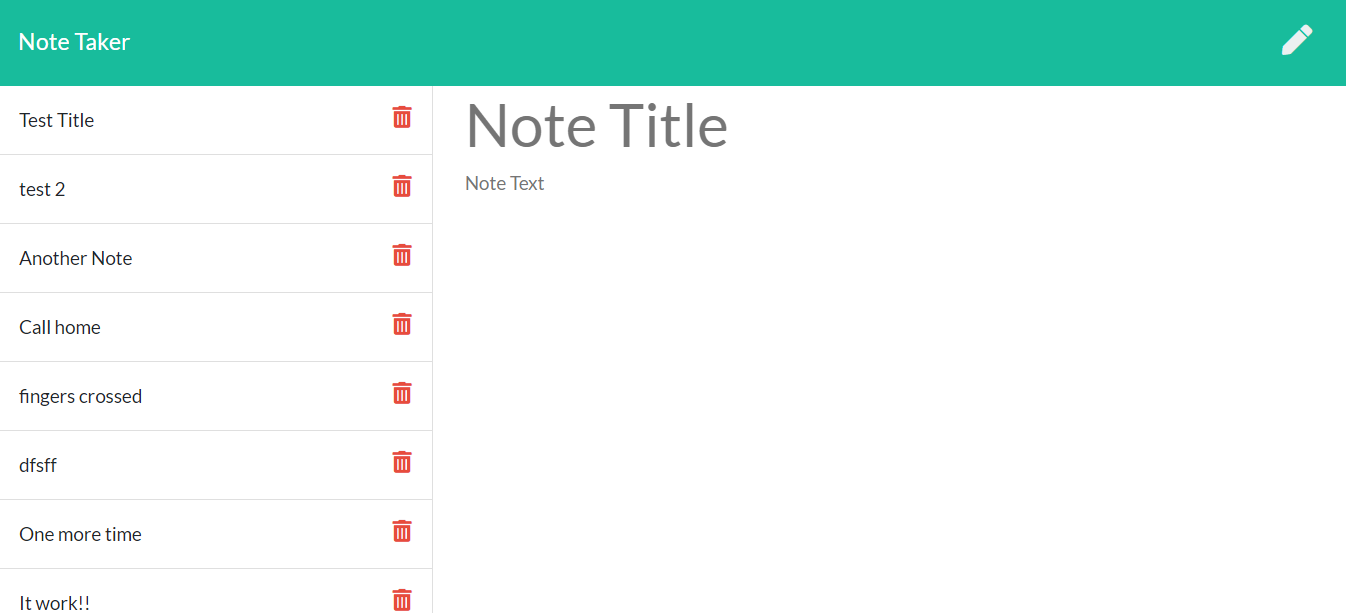 Note Taker
Test Title
test 2
Another Note
Call home
fingers crossed
dfsff
One more time
It work!!
Note Title
Note Text